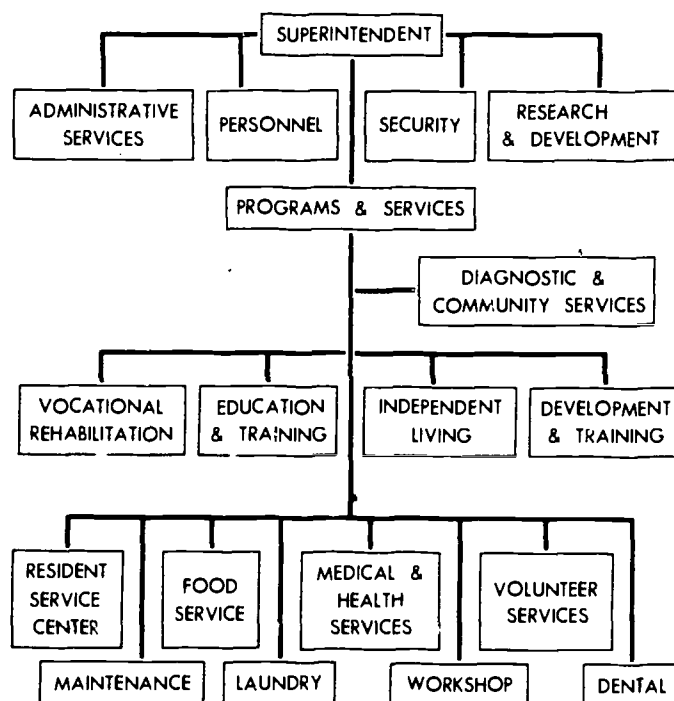 SUPERINTENDENT
ADMINISTRATIVE
SERVICES
PERSONNEL
SECURITY
RESEARCH
& DEVELOPMENT
PROGRAMS & SERVICES
DIAGNOSTIC &
COMMUNITY SERVICES
VOCATIONAL
REHABILITATION
EDUCATION
& TRAINING
INDEPENDENT
LIVING
DEVELOPMENT
& TRAINING
RESIDENT
SERVICE
CENTER
FOOD
SERVICE
MEDICAL &
HEALTH
SERVICES
VOLUNTEER
SERVICES
MAINTENANCE
LAUNDRY
WORKSHOP
DENTAL